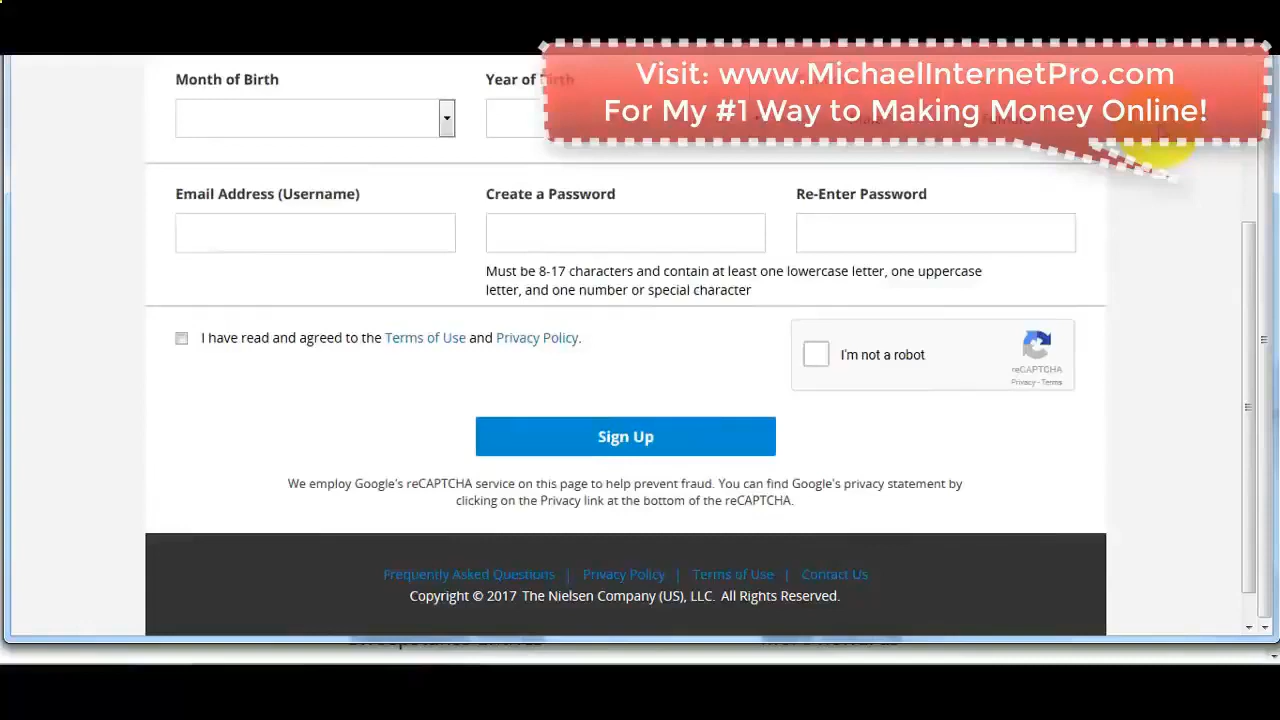 Visit: www.MichaelInternetPro.com
For My #1 Way to Making Money Online!
Month of Birth
Year of Birth
Email Address (Username)
Create a Password
Re-Enter Password
Must be 8-17 characters and contain at least one lowercase letter, one uppercase
letter, and one number or special character
I have read and agreed to the Terms of Use and Privacy Policy.
I'm not a robot
reCAPTCHA
Privacy - Terms
Sign Up
We employ Google's reCAPTCHA service on this page to help prevent fraud. You can find Google's privacy statement by
clicking on the Privacy link at the bottom of the reCAPTCHA.
Frequently Asked Questions | Privacy Policy | Terms of Use | Contact Us
Copyright © 2017 The Nielsen Company (US), LLC. All Rights Reserved.